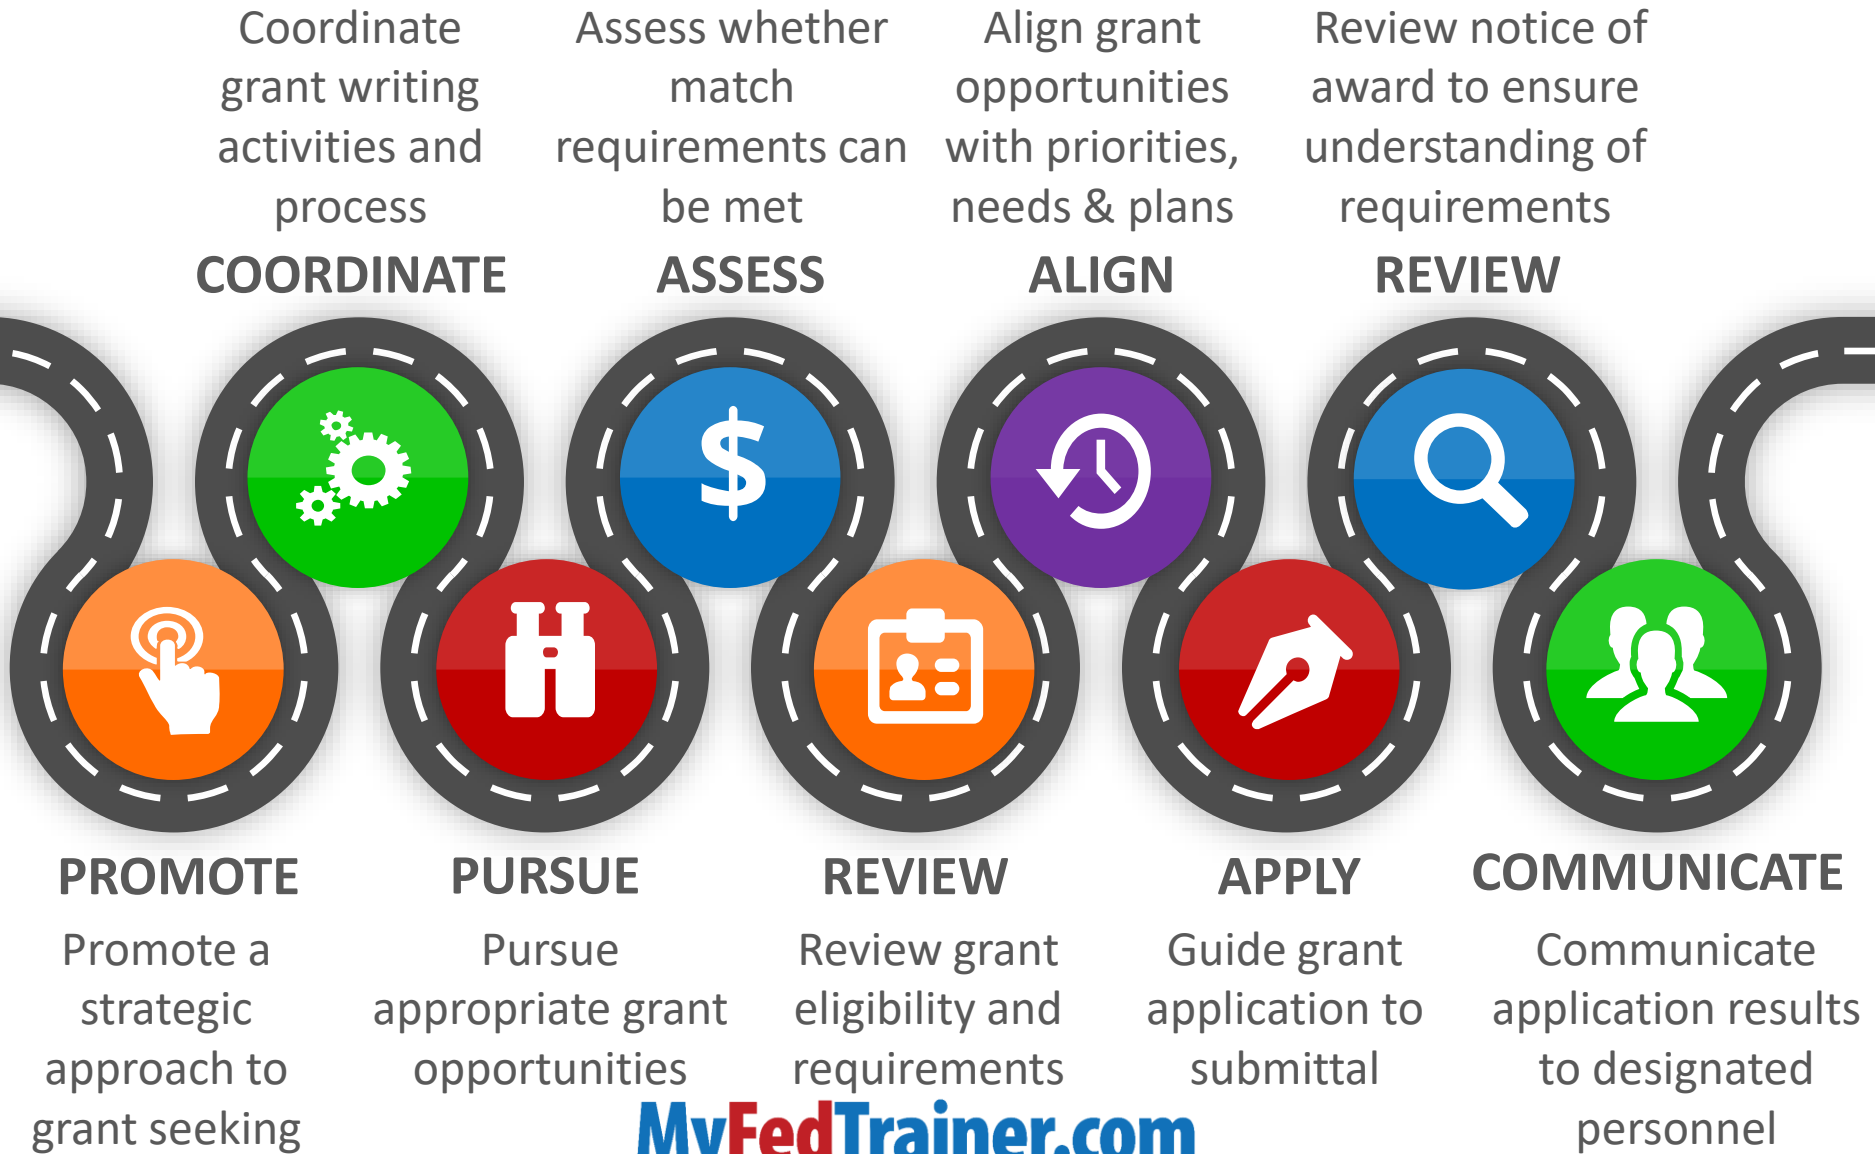 Coordinate
grant writing
activities and
process
COORDINATE
Assess whether
match
requirements can
be met
ASSESS
Align grant
opportunities
with priorities,
needs & plans
ALIGN
Review notice of
award to ensure
understanding of
requirements
REVIEW
$
PROMOTE
Promote a
strategic
approach to
grant seeking
PURSUE
Pursue
appropriate grant
opportunities
REVIEW
Review grant
eligibility and
requirements
APPLY
Guide grant
application to
submittal
COMMUNICATE
Communicate
application results
to designated
personnel
MyFedTrainer.com